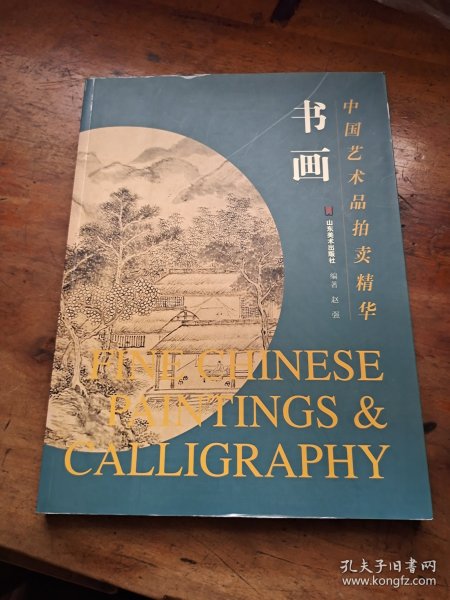 中国艺术品拍卖精华
书画
山东美术出版社
编著 赵强
FINE CHINESE
PAINTINGS &
CALLIGRAPHY
孔夫子旧书网
www.kongfz.com